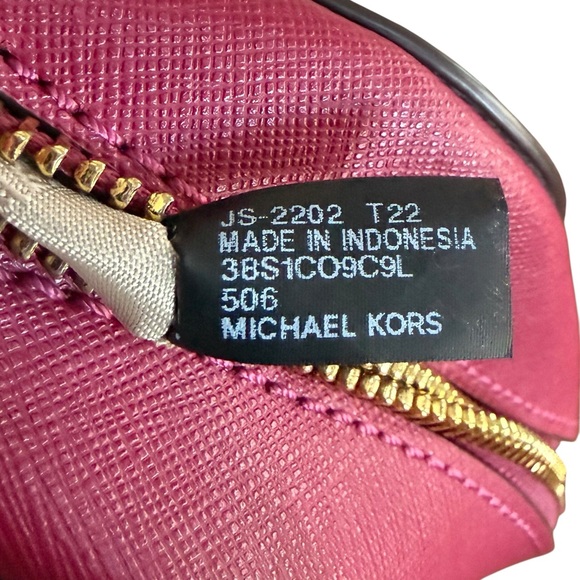 JS-2202 T22
MADE IN INDONESIA
38S1CO9C9L
506
MICHAEL KORS